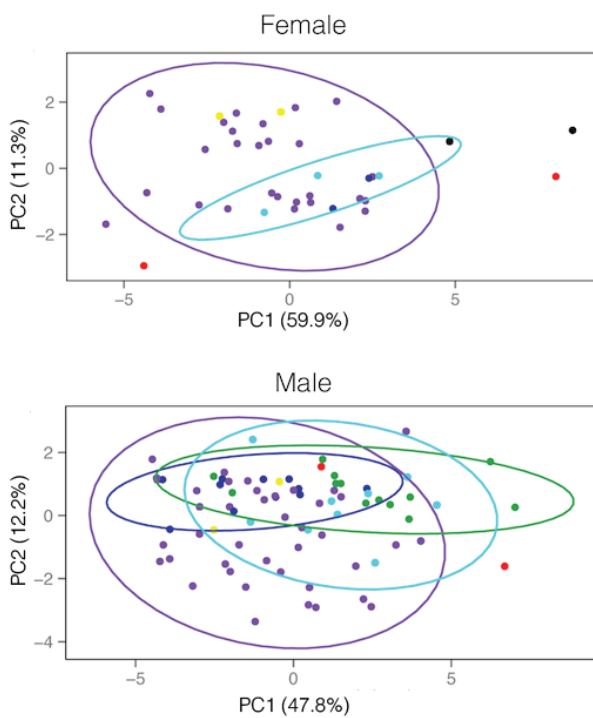 Female
2
0
−2
PC2 (11.3%)
−5
0
5
PC1 (59.9%)
Male
2
0
−2
−4
PC2 (12.2%)
−5
0
5
PC1 (47.8%)